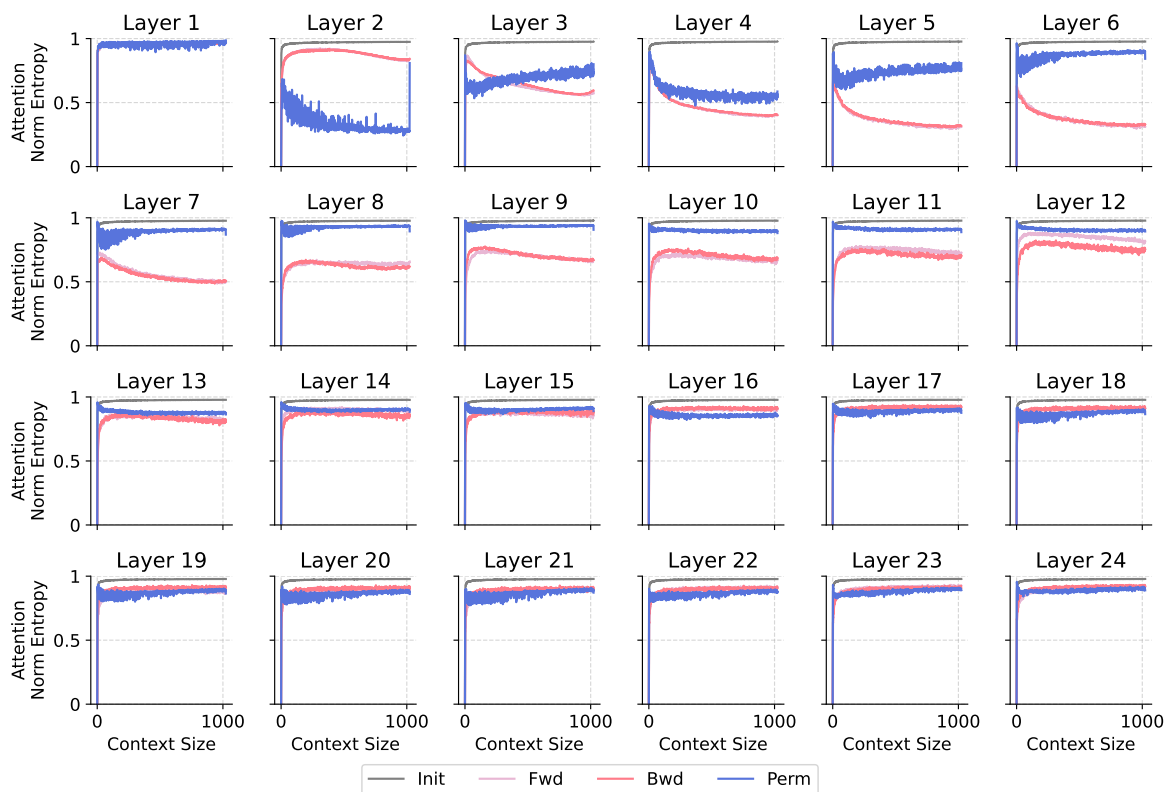 Layer 1 Layer 2 Layer 3 Layer 4 Layer 5 Layer 6
Attention
Norm Entropy
1
0.5
0
Layer 7 Layer 8 Layer 9 Layer 10 Layer 11 Layer 12
Attention
Norm Entropy
1
0.5
0
Layer 13 Layer 14 Layer 15 Layer 16 Layer 17 Layer 18
Attention
Norm Entropy
1
0.5
0
Layer 19 Layer 20 Layer 21 Layer 22 Layer 23 Layer 24
Attention
Norm Entropy
1
0.5
0
0 1000 0 1000 0 1000 0 1000 0 1000 0 1000
Context Size Context Size Context Size Context Size Context Size Context Size
Init Fwd Bwd Perm